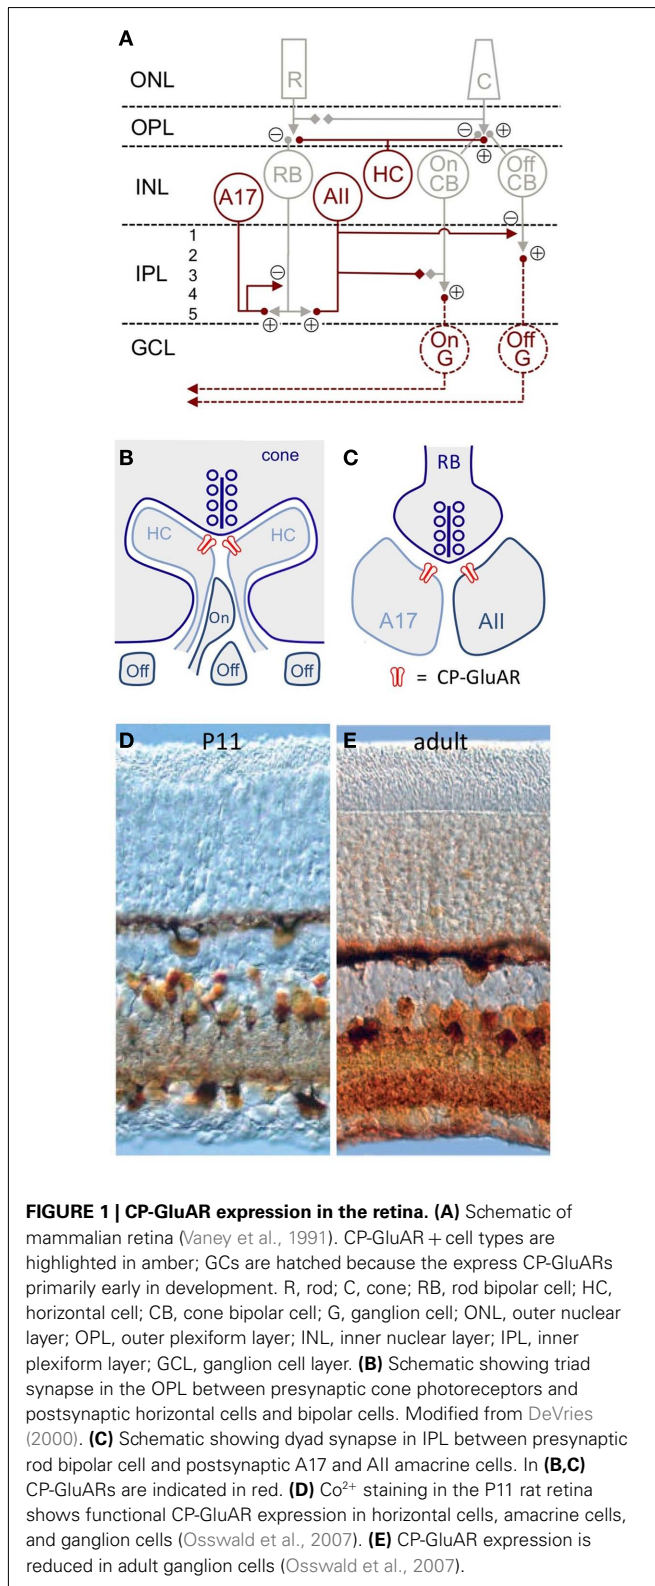 A
ONL
R
C
OPL
− − + +
INL
A17
RB
AII
HC
On
CB
Off
CB
−
IPL
1
2
3
4
5
−
+
+
+ +
GCL
On
G
Off
G
B
cone
HC
HC
On
Off
Off
Off
C
RB
A17
AII
= CP-GluAR
D
P11
E
adult
FIGURE 1 | CP-GluAR expression in the retina. (A) Schematic of
mammalian retina (Vaney et al., 1991). CP-GluAR + cell types are
highlighted in amber; GCs are hatched because the express CP-GluARs
primarily early in development. R, rod; C, cone; RB, rod bipolar cell; HC,
horizontal cell; CB, cone bipolar cell; G, ganglion cell; ONL, outer nuclear
layer; OPL, outer plexiform layer; INL, inner nuclear layer; IPL, inner
plexiform layer; GCL, ganglion cell layer. (B) Schematic showing triad
synapse in the OPL between presynaptic cone photoreceptors and
postsynaptic horizontal cells and bipolar cells. Modified from DeVries
(2000). (C) Schematic showing dyad synapse in IPL between presynaptic
rod bipolar cell and postsynaptic A17 and AII amacrine cells. In (B,C)
CP-GluARs are indicated in red. (D) Co²⁺ staining in the P11 rat retina
shows functional CP-GluAR expression in horizontal cells, amacrine cells,
and ganglion cells (Osswald et al., 2007). (E) CP-GluAR expression is
reduced in adult ganglion cells (Osswald et al., 2007).